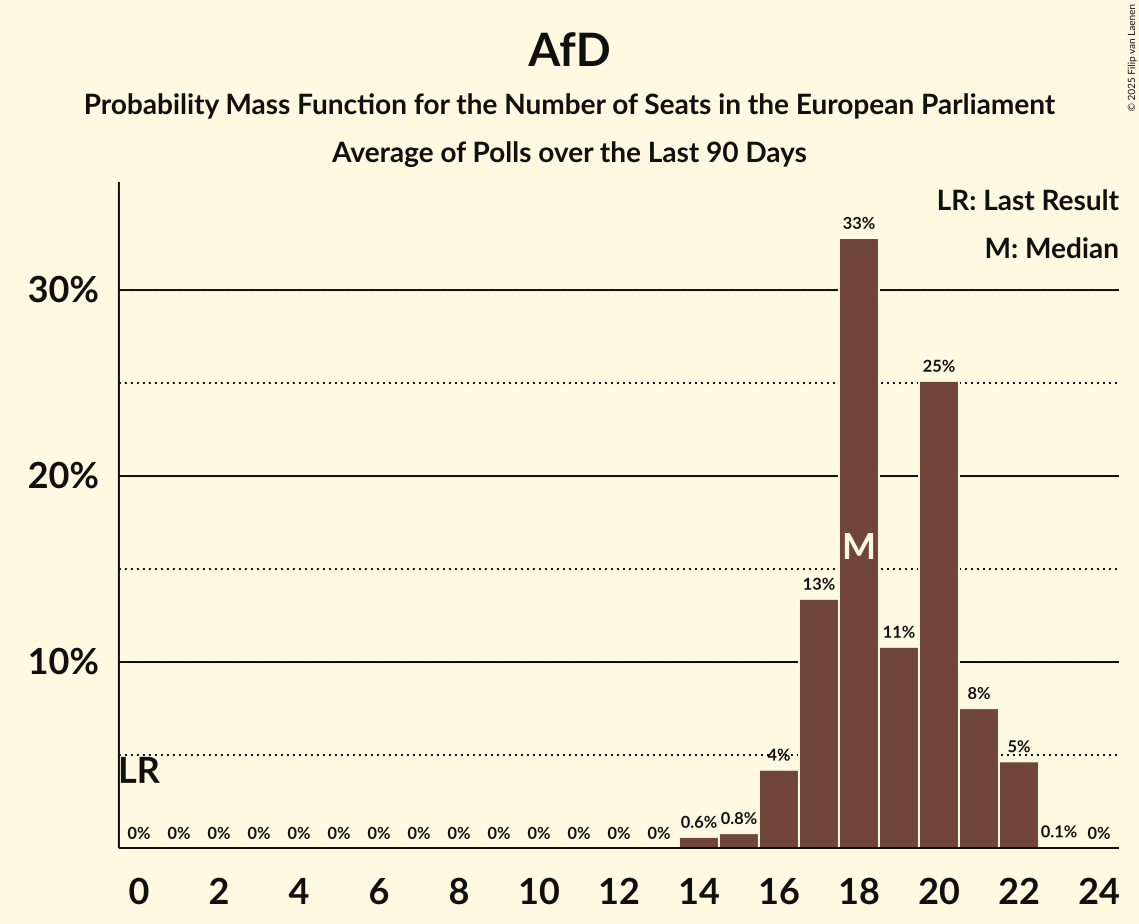 AfD
Probability Mass Function for the Number of Seats in the European Parliament
Average of Polls over the Last 90 Days
© 2025 Filip van Laenen
LR: Last Result
M: Median
30%
20%
10%
33%
25%
M
13%
11%
8%
4%
5%
LR
0% 0% 0% 0% 0% 0% 0% 0% 0% 0% 0% 0% 0% 0% 0.6% 0.8% 0.1% 0%
0 2 4 6 8 10 12 14 16 18 20 22 24